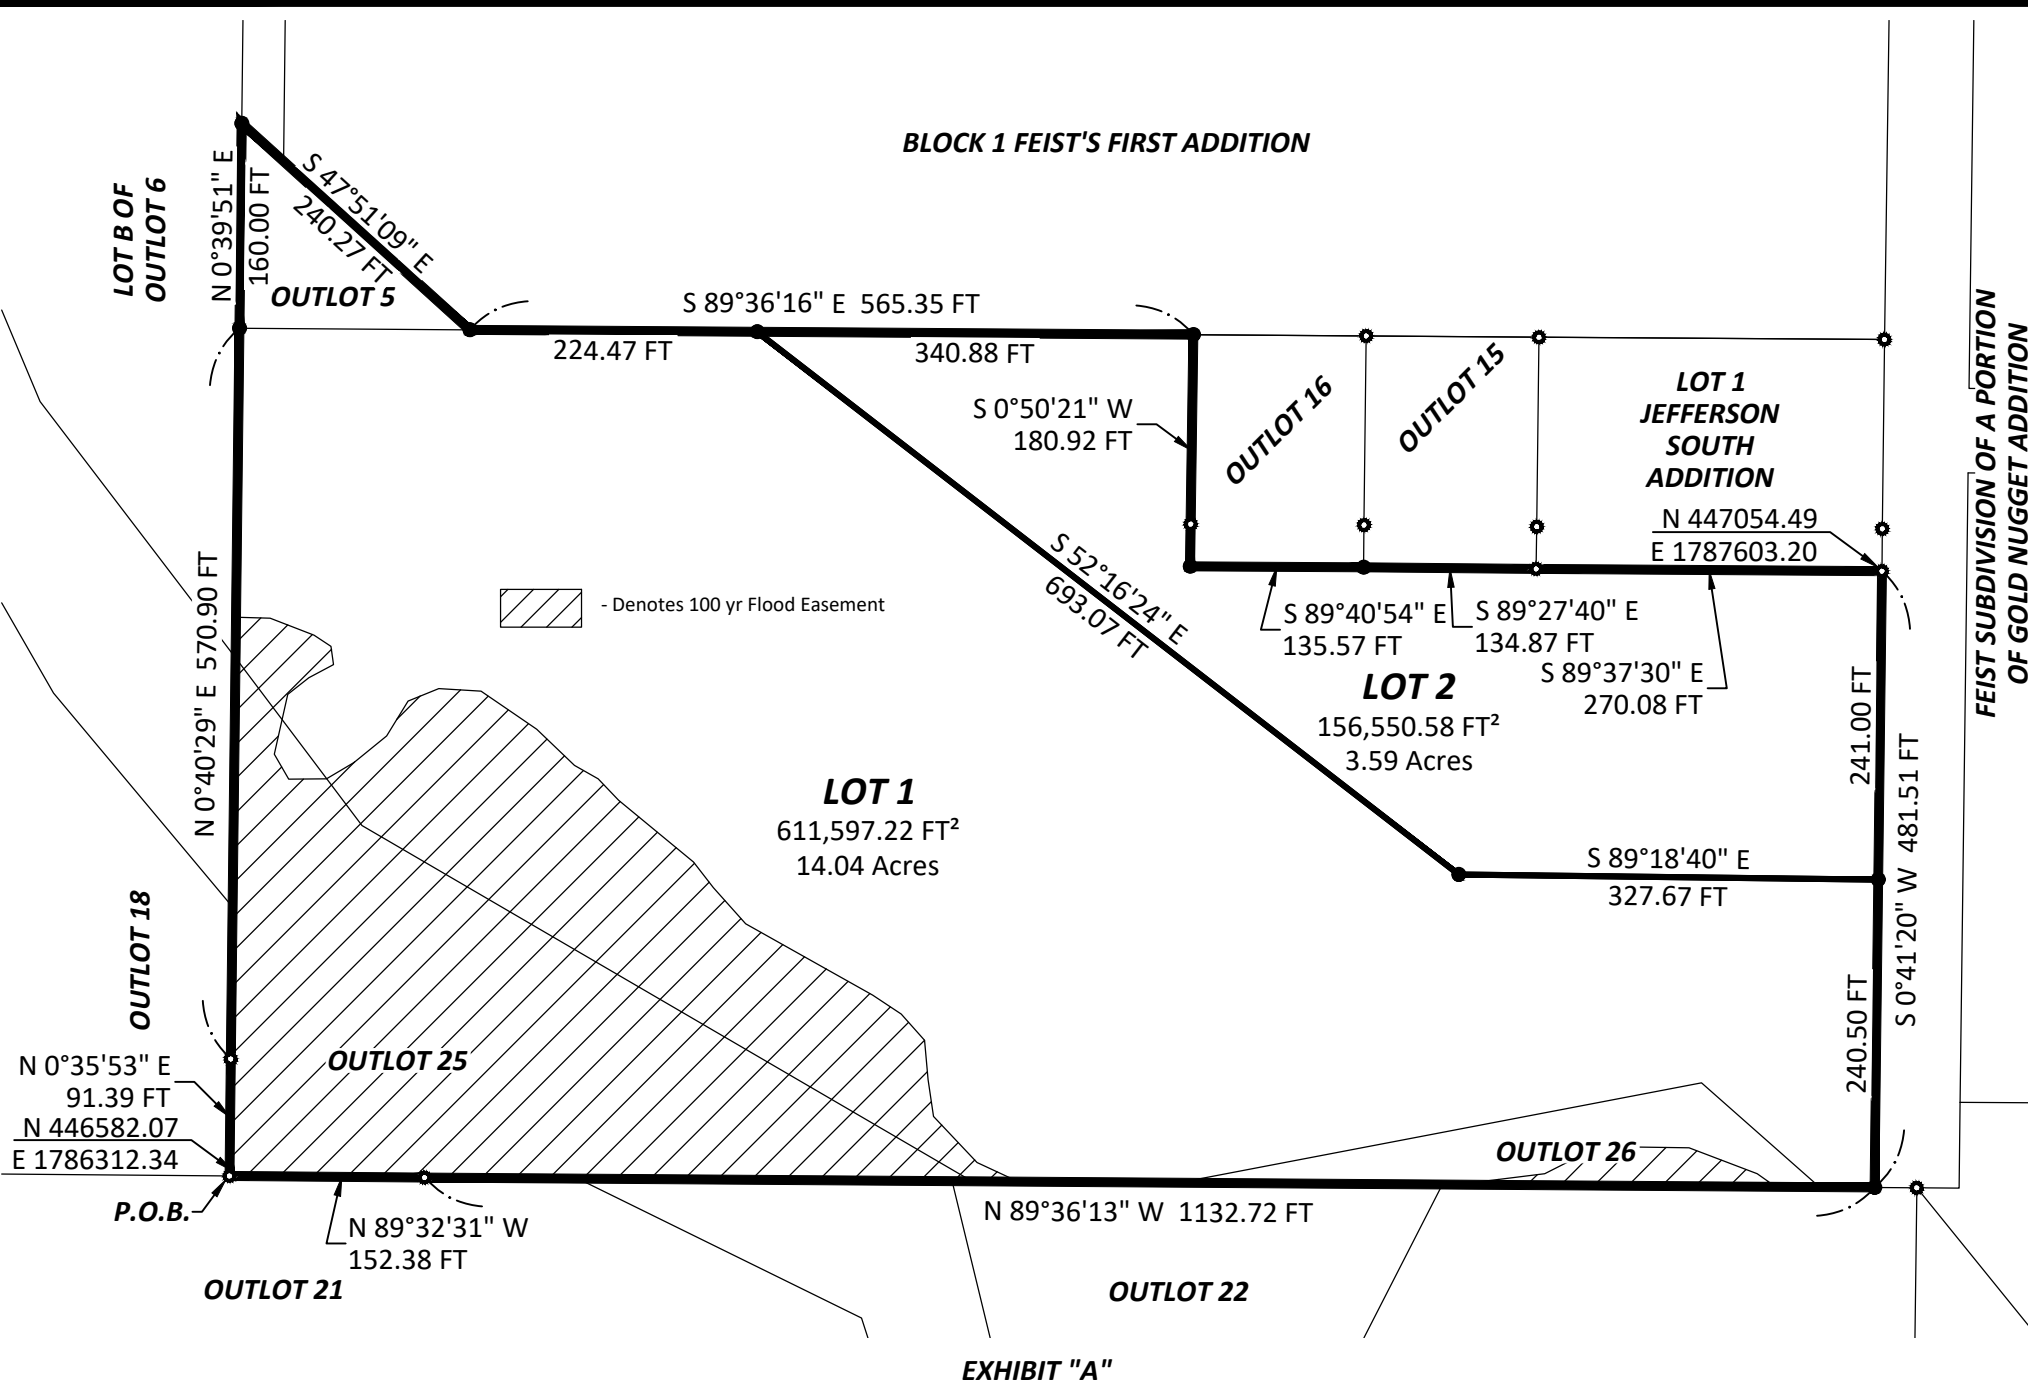 BLOCK 1 FEIST'S FIRST ADDITION
LOT B OF
OUTLOT 6
N 0°39'51" E
160.00 FT
S 47°51'09" E
240.27 FT
OUTLOT 5
S 89°36'16" E 565.35 FT
224.47 FT
340.88 FT
S 0°50'21" W
180.92 FT
OUTLOT 16
OUTLOT 15
LOT 1
JEFFERSON
SOUTH
ADDITION
N 447054.49
E 1787603.20
FEIST SUBDIVISION OF A PORTION
OF GOLD NUGGET ADDITION
N 0°40'29" E 570.90 FT
- Denotes 100 yr Flood Easement
S 52°16'24" E
693.07 FT
S 89°40'54" E
135.57 FT
S 89°27'40" E
134.87 FT
S 89°37'30" E
270.08 FT
LOT 2
156,550.58 FT²
3.59 Acres
241.00 FT
S 0°41'20" W 481.51 FT
LOT 1
611,597.22 FT²
14.04 Acres
S 89°18'40" E
327.67 FT
240.50 FT
OUTLOT 18
OUTLOT 25
N 0°35'53" E
91.39 FT
N 446582.07
E 1786312.34
P.O.B.
OUTLOT 26
N 89°32'31" W
152.38 FT
N 89°36'13" W 1132.72 FT
OUTLOT 21
OUTLOT 22
EXHIBIT "A"